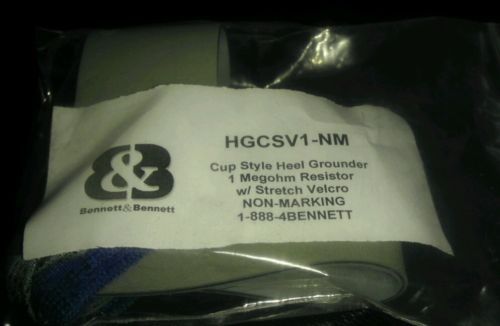 B&B
Bennett&Bennett
HGCSV1-NM
Cup Style Heel Grounder
1 Megohm Resistor
w/ Stretch Velcro
NON-MARKING
1-888-4BENNETT